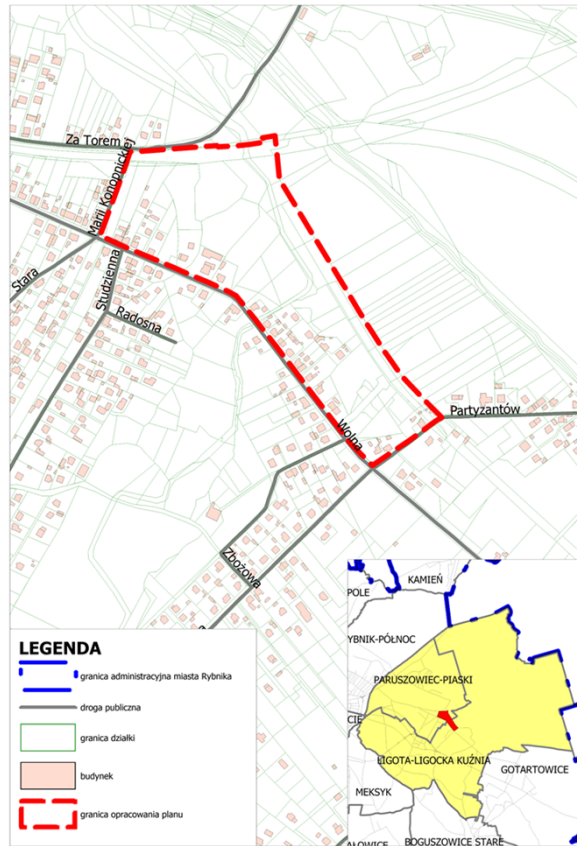 Za Torem
Marii Konopnickiej
Stara
Studzienna
Radosna
Wolna
Partyzantów
Zbożowa
LEGENDA
granica administracyjna miasta Rybnika
droga publiczna
granica działki
budynek
granica opracowania planu
KAMIEŃ
POLE
YBNIK-PÓŁNOC
PARUSZOWIEC-PIASKI
CIE
LIGOTA-LIGOCKA KUŹNIA
GOTARTOWICE
MEKSYK
BOGUSZOWICE STARE